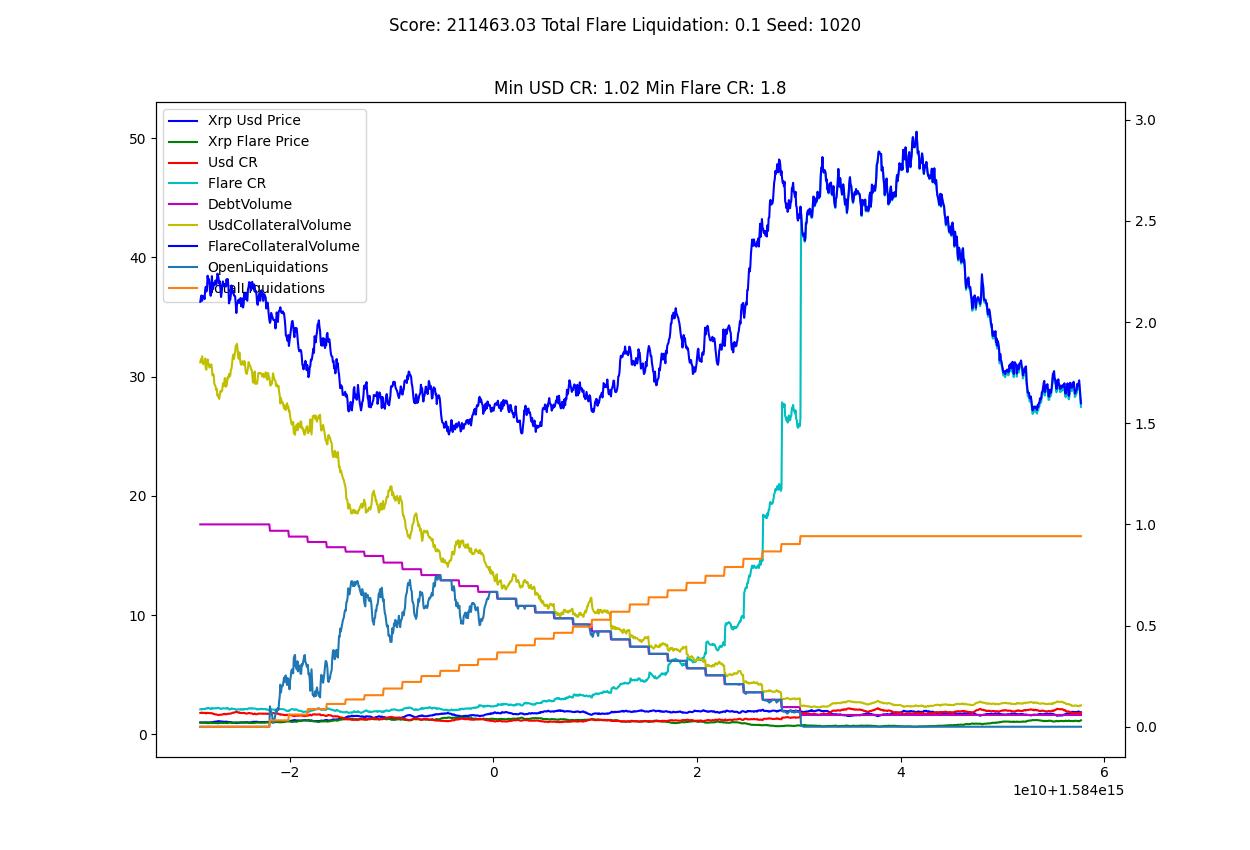 Score: 211463.03 Total Flare Liquidation: 0.1 Seed: 1020
Min USD CR: 1.02 Min Flare CR: 1.8
Xrp Usd Price
Xrp Flare Price
Usd CR
Flare CR
DebtVolume
UsdCollateralVolume
FlareCollateralVolume
OpenLiquidations
TotalLiquidations
50
40
30
20
10
0
3.0
2.5
2.0
1.5
1.0
0.5
0.0
−2 0 2 4 6
1e10+1.584e15